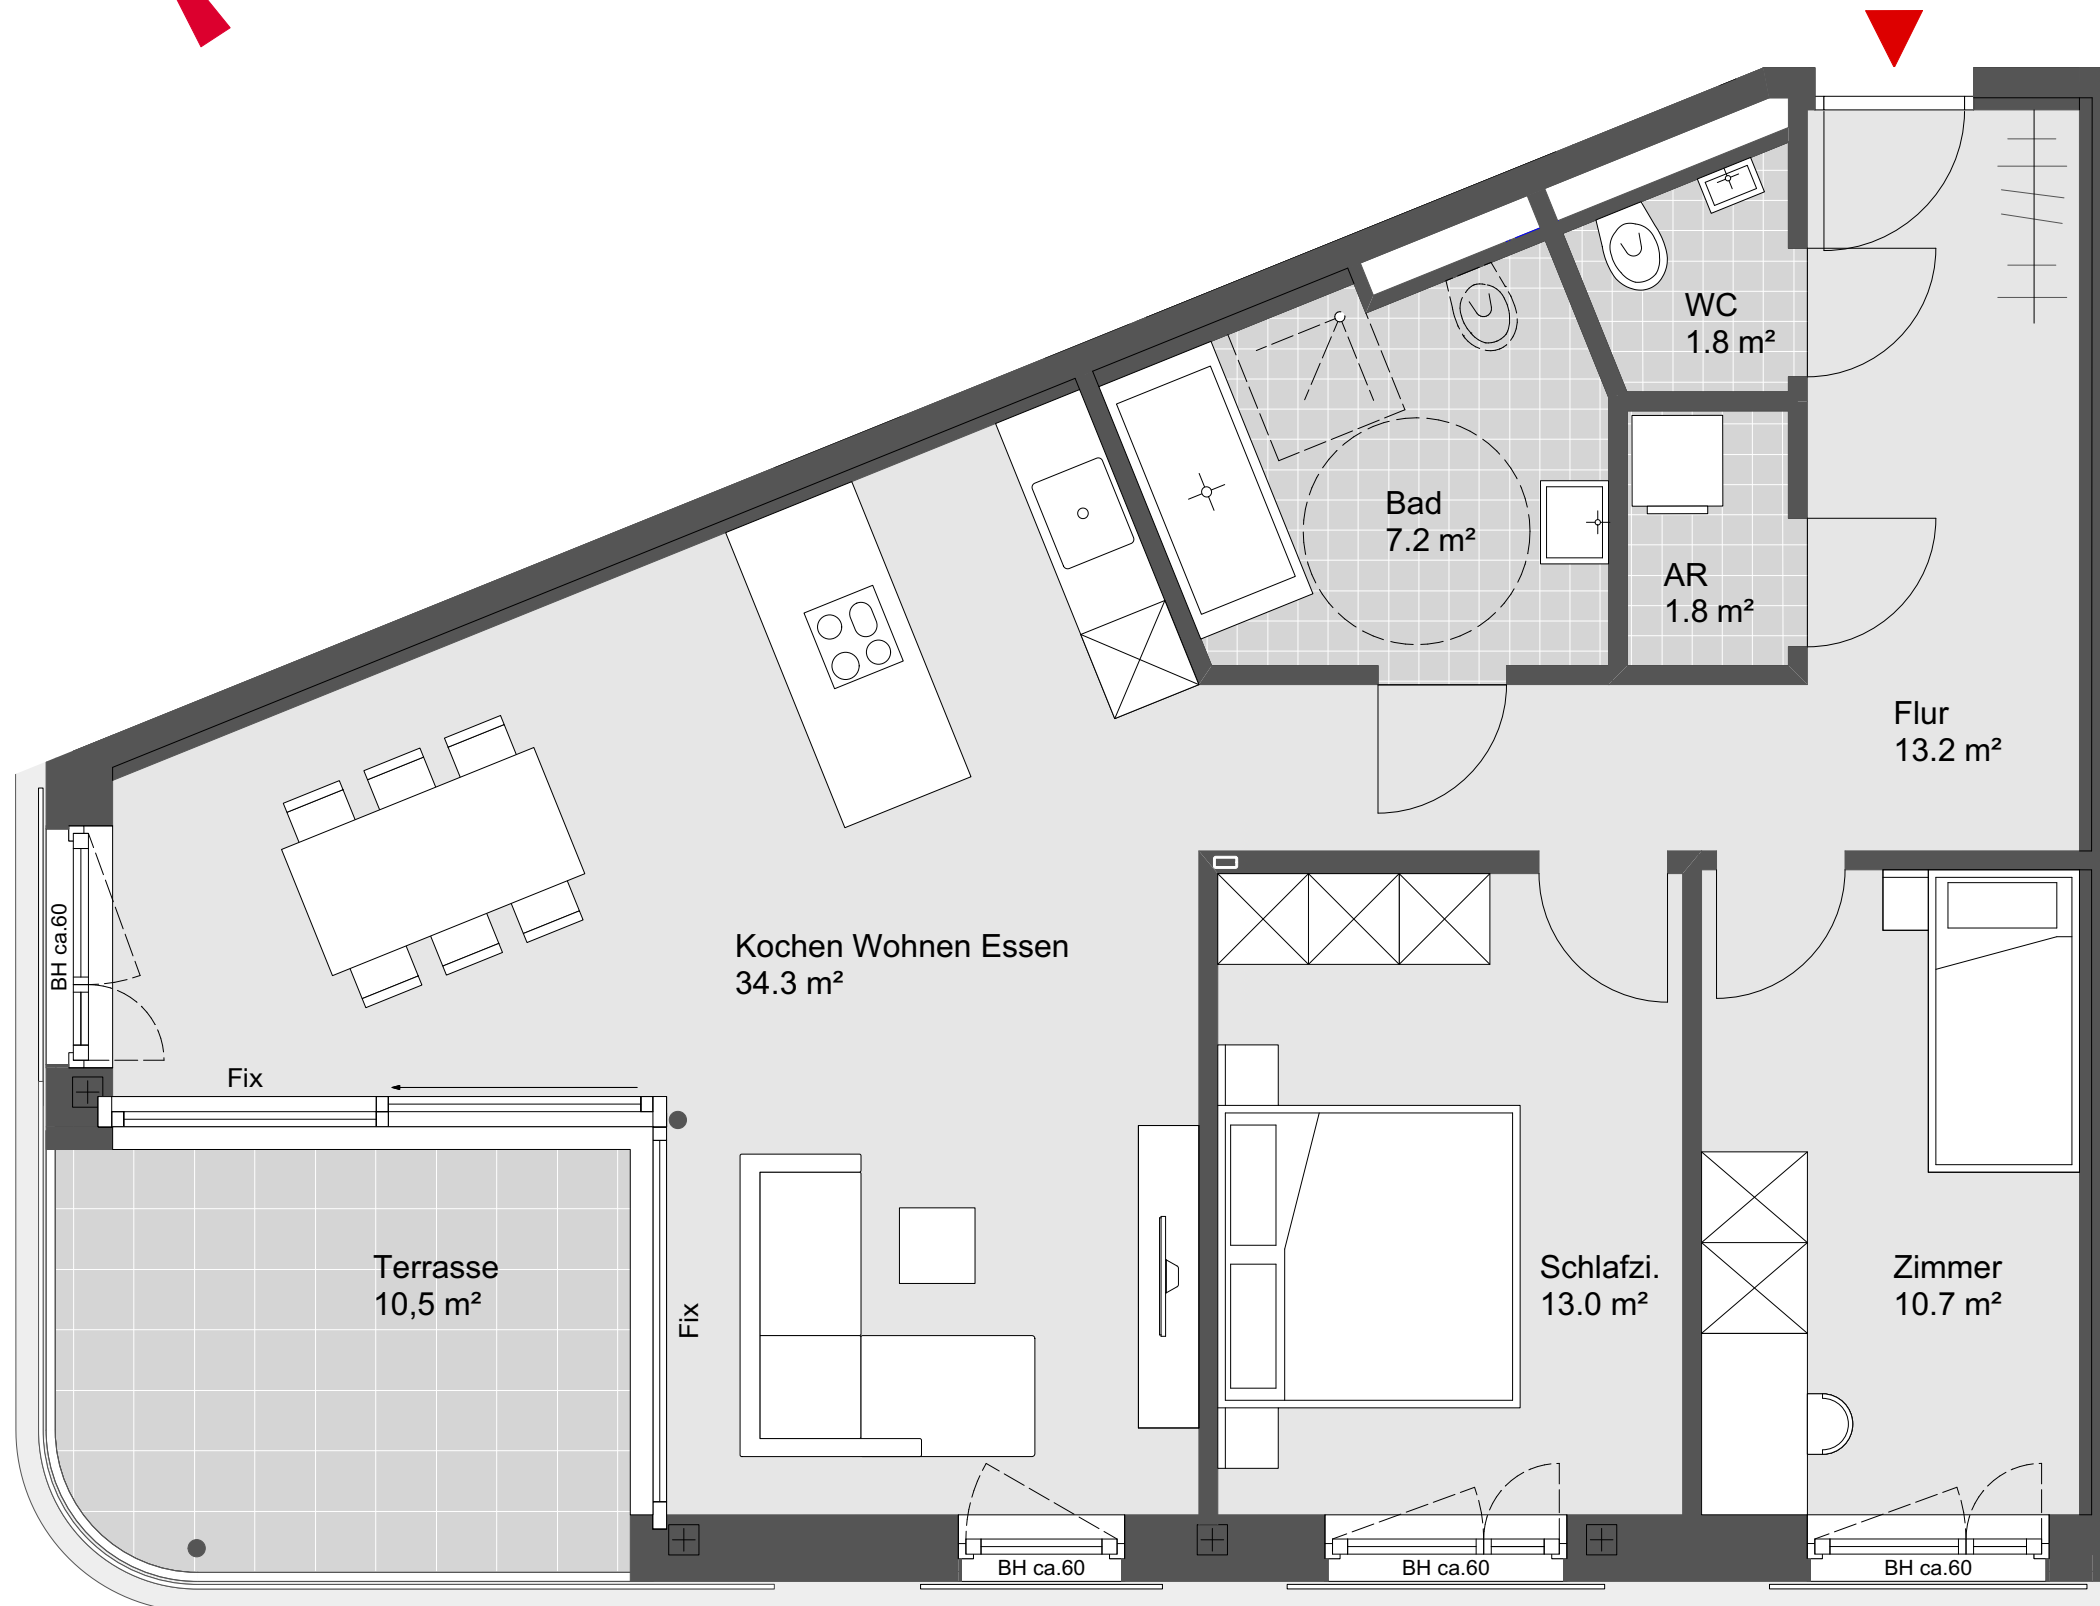 WC
1.8 m²
Bad
7.2 m²
AR
1.8 m²
Flur
13.2 m²
BH ca.60
Kochen Wohnen Essen
34.3 m²
Fix
Terrasse
10,5 m²
Fix
Schlafzi.
13.0 m²
Zimmer
10.7 m²
BH ca.60
BH ca.60
BH ca.60